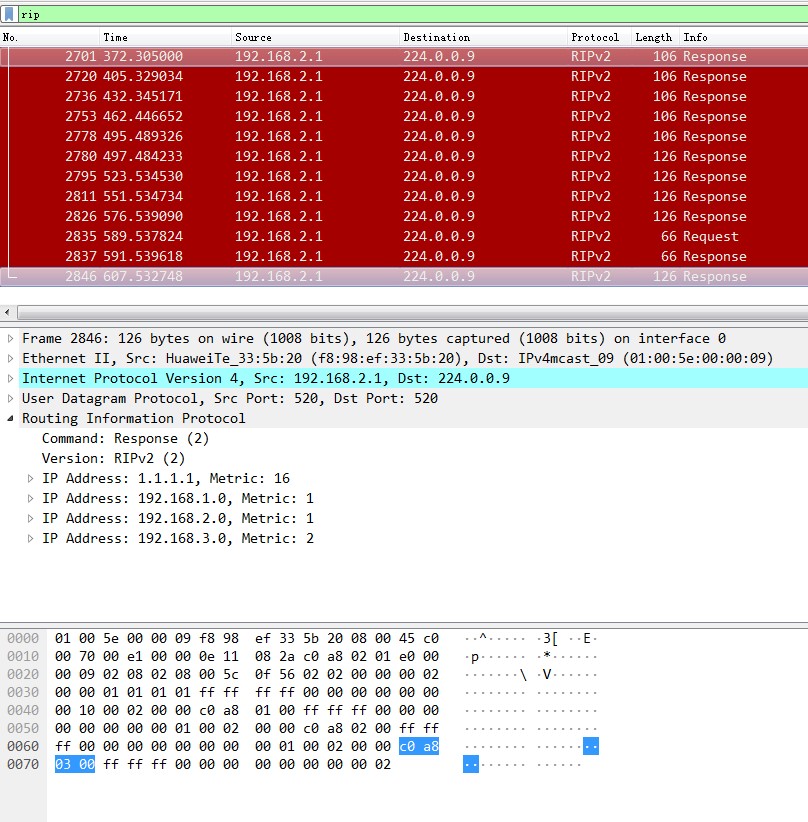 rip
No. Time Source Destination Protocol Length Info
2701 372.305000 192.168.2.1 224.0.0.9 RIPv2 106 Response
2720 405.329034 192.168.2.1 224.0.0.9 RIPv2 106 Response
2736 432.345171 192.168.2.1 224.0.0.9 RIPv2 106 Response
2753 462.446652 192.168.2.1 224.0.0.9 RIPv2 106 Response
2778 495.489326 192.168.2.1 224.0.0.9 RIPv2 106 Response
2780 497.484233 192.168.2.1 224.0.0.9 RIPv2 126 Response
2795 523.534530 192.168.2.1 224.0.0.9 RIPv2 126 Response
2811 551.534734 192.168.2.1 224.0.0.9 RIPv2 126 Response
2826 576.539090 192.168.2.1 224.0.0.9 RIPv2 126 Response
2835 589.537824 192.168.2.1 224.0.0.9 RIPv2 66 Request
2837 591.539618 192.168.2.1 224.0.0.9 RIPv2 66 Response
2846 607.532748 192.168.2.1 224.0.0.9 RIPv2 126 Response
Frame 2846: 126 bytes on wire (1008 bits), 126 bytes captured (1008 bits) on interface 0
Ethernet II, Src: HuaweiTe_33:5b:20 (f8:98:ef:33:5b:20), Dst: IPv4mcast_09 (01:00:5e:00:00:09)
Internet Protocol Version 4, Src: 192.168.2.1, Dst: 224.0.0.9
User Datagram Protocol, Src Port: 520, Dst Port: 520
Routing Information Protocol
Command: Response (2)
Version: RIPv2 (2)
IP Address: 1.1.1.1, Metric: 16
IP Address: 192.168.1.0, Metric: 1
IP Address: 192.168.2.0, Metric: 1
IP Address: 192.168.3.0, Metric: 2
0000 01 00 5e 00 00 09 f8 98 ef 33 5b 20 08 00 45 c0 ··^····· ·3[ ··E·
0010 00 70 00 e1 00 00 0e 11 08 2a c0 a8 02 01 e0 00 ·p······ ·*······
0020 00 09 02 08 02 08 00 5c 0f 56 02 02 00 00 00 02 ·······\ ·V······
0030 00 00 01 01 01 01 ff ff ff ff 00 00 00 00 00 00 ········ ········
0040 00 10 00 02 00 00 c0 a8 01 00 ff ff ff 00 00 00 ········ ········
0050 00 00 00 00 00 01 00 02 00 00 c0 a8 02 00 ff ff ········ ········
0060 ff 00 00 00 00 00 00 00 00 01 00 02 00 00 c0 a8 ········ ········
0070 03 00 ff ff ff 00 00 00 00 00 00 00 00 02 ········ ······